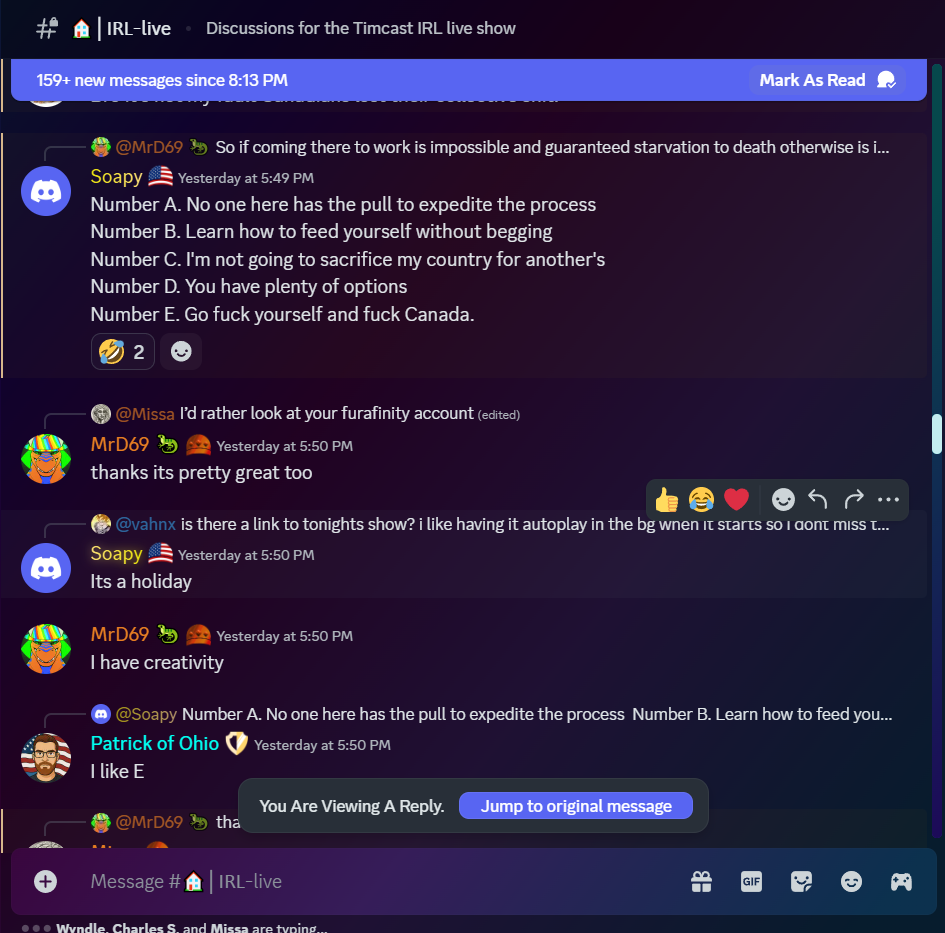 IRL-live
Discussions for the Timcast IRL live show
159+ new messages since 8:13 PM
Mark As Read
@MrD69 So if coming there to work is impossible and guaranteed starvation to death otherwise is i...
Soapy Yesterday at 5:49 PM
Number A. No one here has the pull to expedite the process
Number B. Learn how to feed yourself without begging
Number C. I'm not going to sacrifice my country for another's
Number D. You have plenty of options
Number E. Go fuck yourself and fuck Canada.
2
@Missa I'd rather look at your furafinity account (edited)
MrD69 Yesterday at 5:50 PM
thanks its pretty great too
@vahnx is there a link to tonights show? i like having it autoplay in the bg when it starts so i dont miss t...
Soapy Yesterday at 5:50 PM
Its a holiday
MrD69 Yesterday at 5:50 PM
I have creativity
@Soapy Number A. No one here has the pull to expedite the process Number B. Learn how to feed you...
Patrick of Ohio Yesterday at 5:50 PM
I like E
You Are Viewing A Reply. Jump to original message
@MrD69 tha
Message # | IRL-live
GIF
Wyndle, Charles S, and Missa are typing...